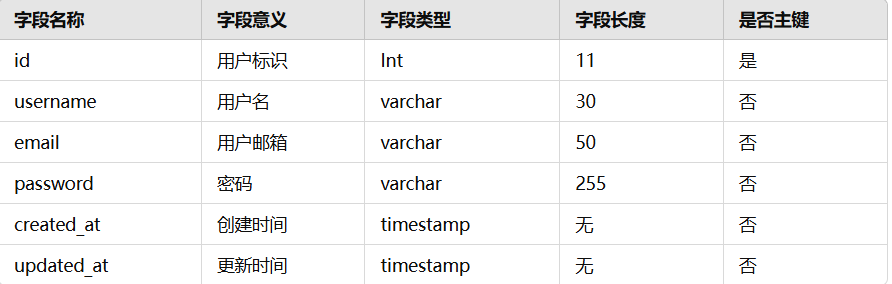 字段名称 字段意义 字段类型 字段长度 是否主键
id 用户标识 Int 11 是
username 用户名 varchar 30 否
email 用户邮箱 varchar 50 否
password 密码 varchar 255 否
created_at 创建时间 timestamp 无 否
updated_at 更新时间 timestamp 无 否